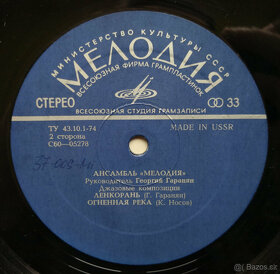 МИНИСТЕРСТВО КУЛЬТУРЫ СССР
МЕЛОДИЯ
ВСЕСОЮЗНАЯ ФИРМА ГРАМПЛАСТИНОК
СТЕРЕО
33
ВСЕСОЮЗНАЯ СТУДИЯ ГРАМЗАПИСИ
ТУ 43.10.1-74
2 сторона
С60—05278
MADE IN USSR
АНСАМБЛЬ «МЕЛОДИЯ»
Руководитель Георгий Гаранян
Джазовые композиции
ЛЕНКОРАНЬ (Г. Гаранян)
ОГНЕННАЯ РЕКА (К. Носов)